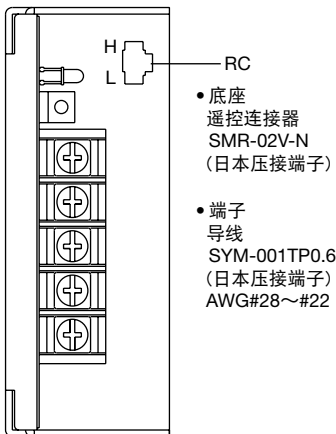 H
L
RC
• 底座
遥控连接器
SMR-02V-N
(日本压接端子)
• 端子
导线
SYM-001TP0.6
(日本压接端子)
AWG#28～#22